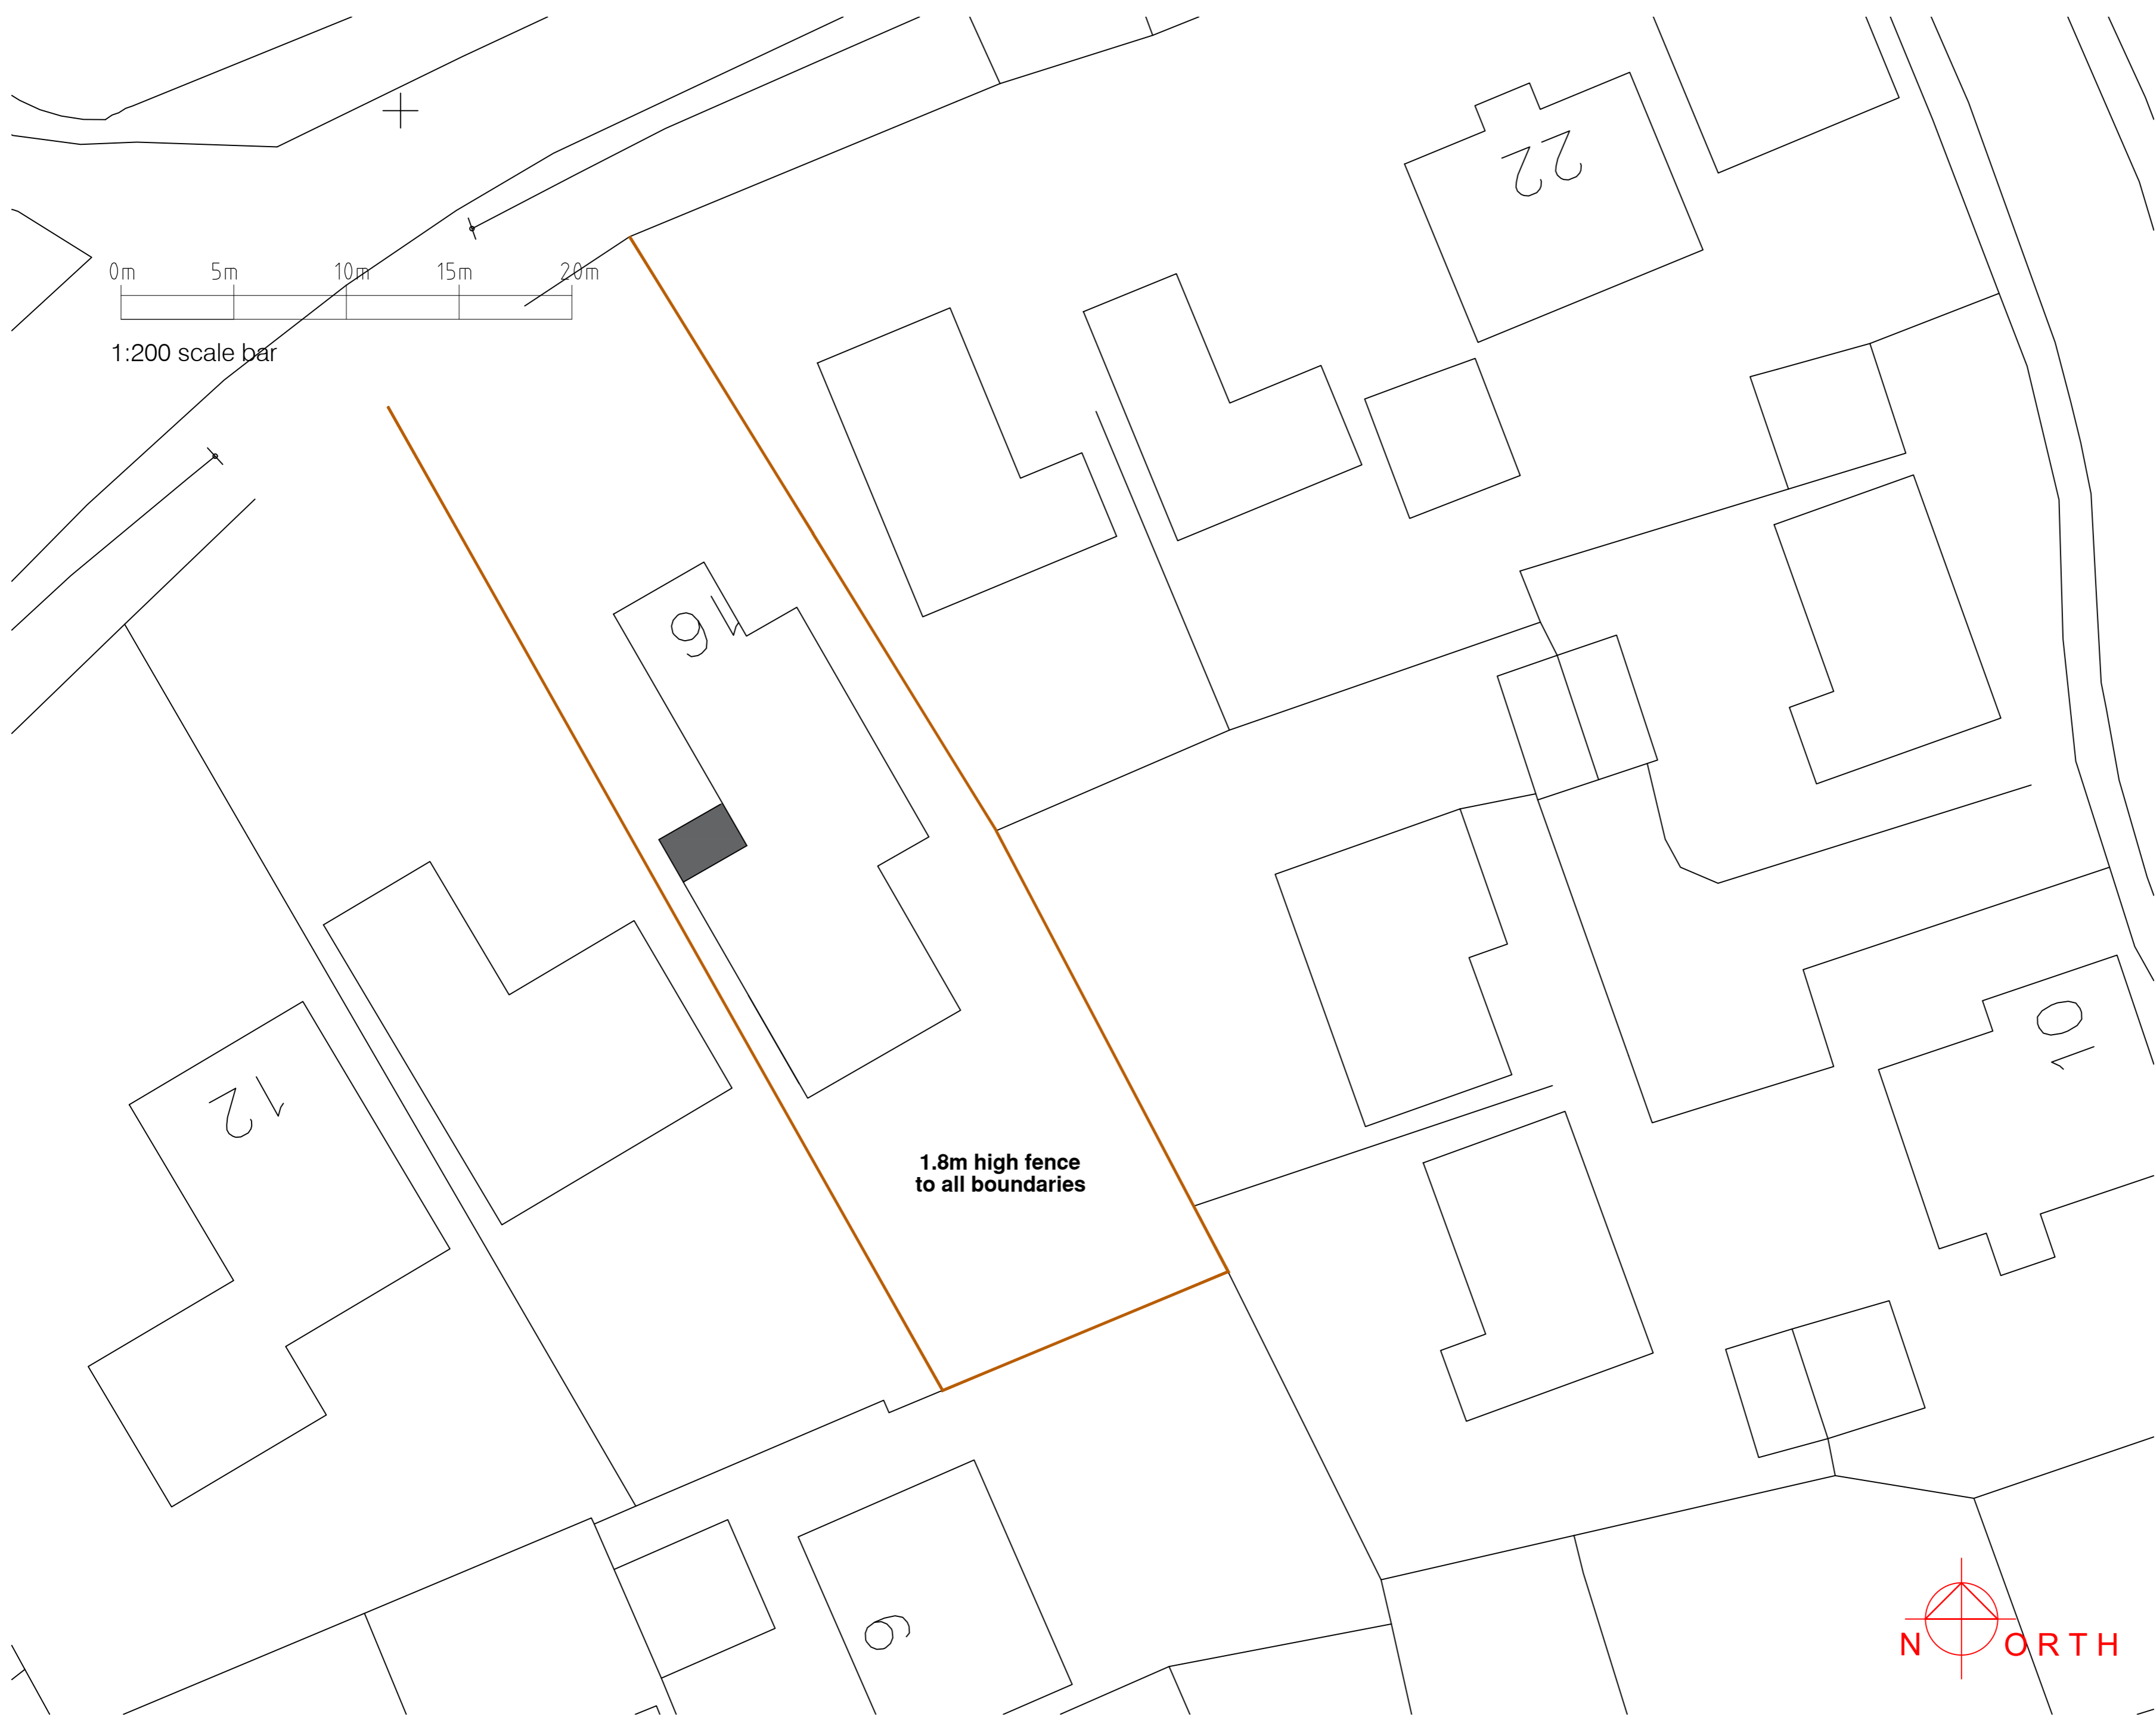 22
0m 5m 10m 15m 20m
1:200 scale bar
16
10
12
1.8m high fence
to all boundaries
9
NORTH